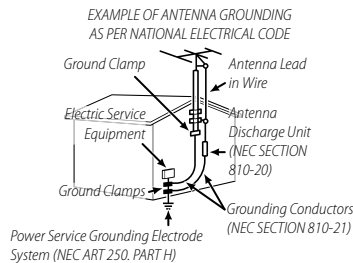 EXAMPLE OF ANTENNA GROUNDING
AS PER NATIONAL ELECTRICAL CODE
Ground Clamp
Antenna Lead
in Wire
Electric Service
Equipment
Antenna
Discharge Unit
(NEC SECTION
810-20)
Ground Clamps
Grounding Conductors
(NEC SECTION 810-21)
Power Service Grounding Electrode
System (NEC ART 250. PART H)